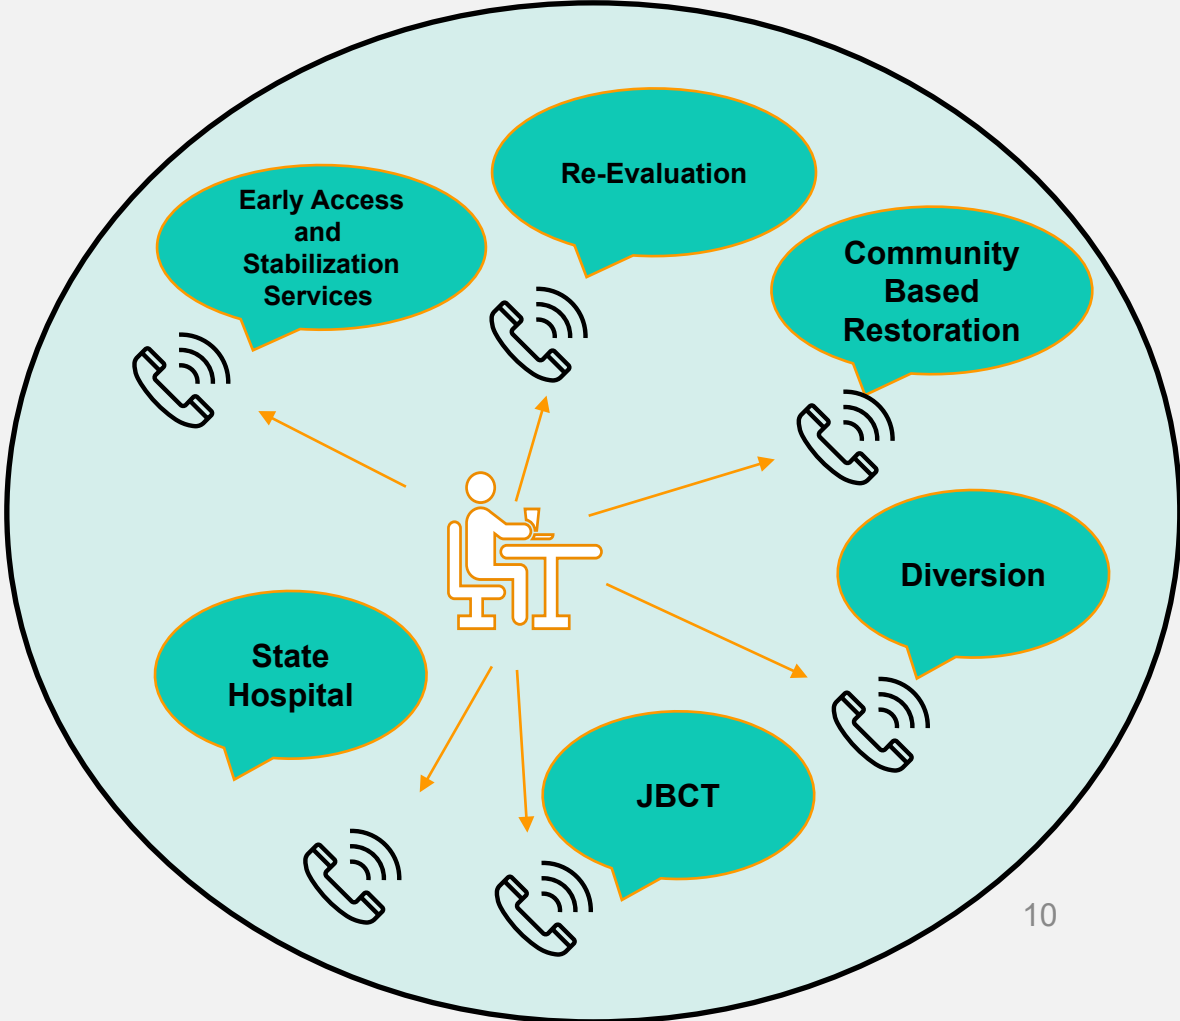 Re-Evaluation
Early Access
and
Stabilization
Services
Community
Based
Restoration
Diversion
State
Hospital
JBCT
10